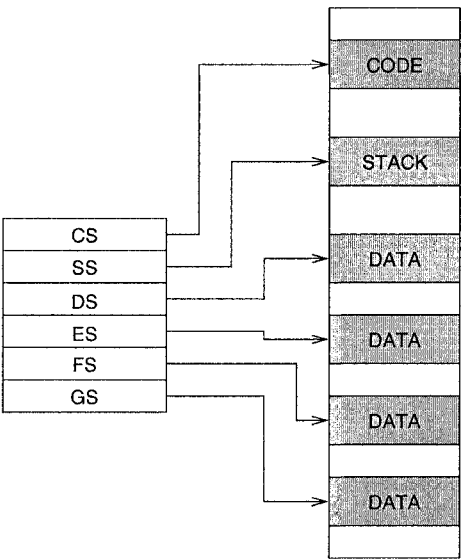 CODE
STACK
CS
SS
DS
ES
FS
GS
DATA
DATA
DATA
DATA